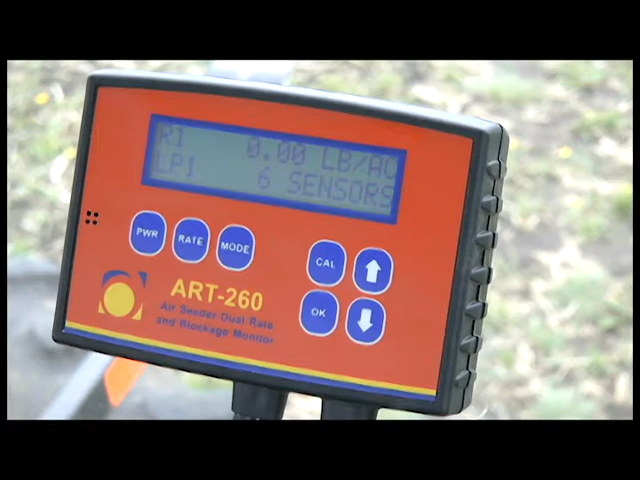 R1 0.00 LB/AC
LP1 6 SENSORS
PWR
RATE
MODE
CAL
OK
ART-260
Air Seeder Dual Rate
and Blockage Monitor